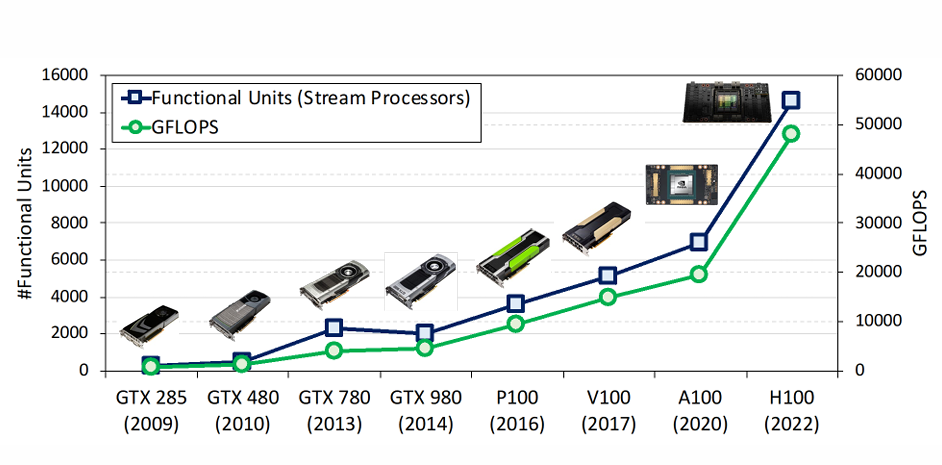 16000
14000
12000
10000
8000
6000
4000
2000
0
#Functional Units
Functional Units (Stream Processors)
GFLOPS
60000
50000
40000
30000
20000
10000
0
GFLOPS
GTX 285
(2009)
GTX 480
(2010)
GTX 780
(2013)
GTX 980
(2014)
P100
(2016)
V100
(2017)
A100
(2020)
H100
(2022)